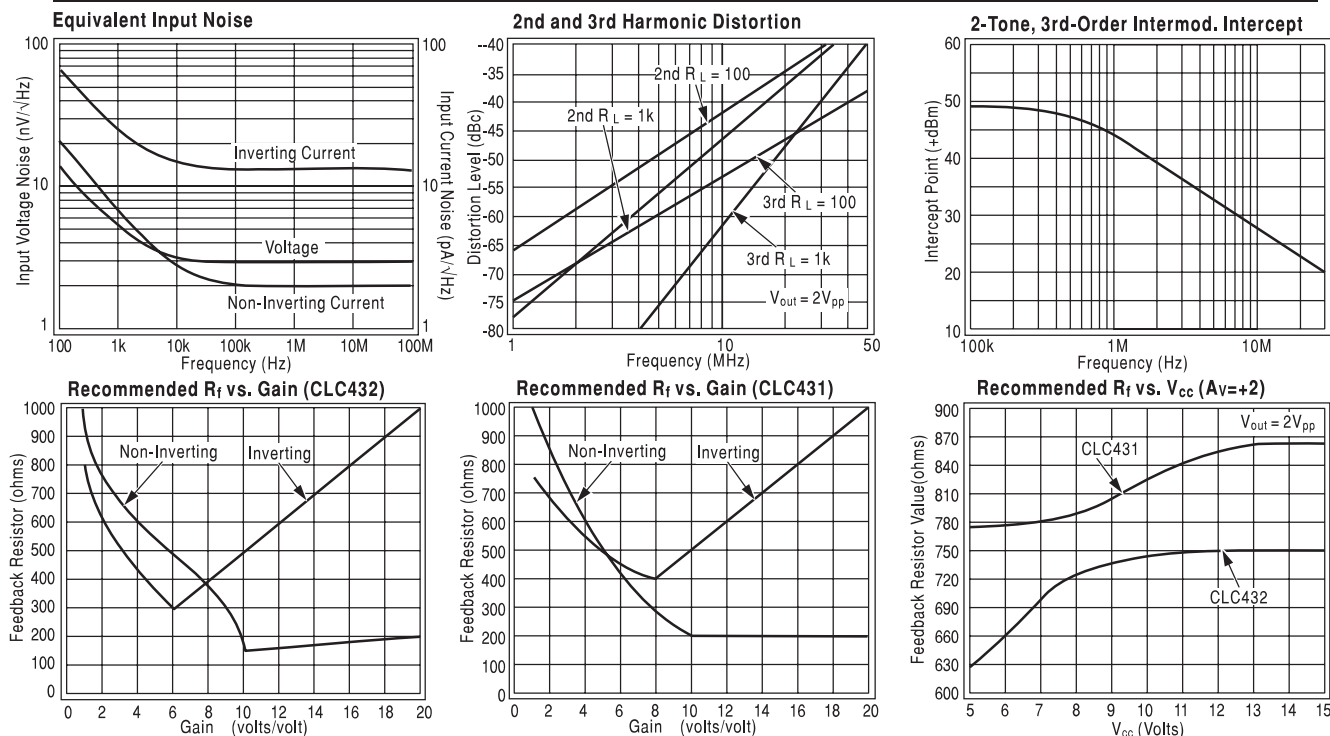 Equivalent Input Noise
100
10
1
Input Voltage Noise (nV/√Hz)
100
10
1
Input Current Noise (pA/√Hz)
Inverting Current
Voltage
Non-Inverting Current
100 1k 10k 100k 1M 10M 100M
Frequency (Hz)
2nd and 3rd Harmonic Distortion
--40
-35
-40
-45
-50
-55
-60
-65
-70
-75
-80
Distortion Level (dBc)
2nd RL = 100
2nd RL = 1k
3rd RL = 100
3rd RL = 1k
Vout = 2Vpp
1 10 50
Frequency (MHz)
2-Tone, 3rd-Order Intermod. Intercept
60
50
40
30
20
10
Intercept Point (+dBm)
100k 1M 10M
Frequency (Hz)
Recommended Rf vs. Gain (CLC432)
1000
900
800
700
600
500
400
300
200
100
0
Feedback Resistor (ohms)
Non-Inverting
Inverting
0 2 4 6 8 10 12 14 16 18 20
Gain (volts/volt)
Recommended Rf vs. Gain (CLC431)
1000
900
800
700
600
500
400
300
200
100
0
Feedback Resistor (ohms)
Non-Inverting
Inverting
0 2 4 6 8 10 12 14 16 18 20
Gain (volts/volt)
Recommended Rf vs. Vcc (AV=+2)
900
870
840
810
780
750
720
690
660
630
600
Feedback Resistor Value(ohms)
Vout = 2Vpp
CLC431
CLC432
5 6 7 8 9 10 11 12 13 14 15
Vcc (Volts)